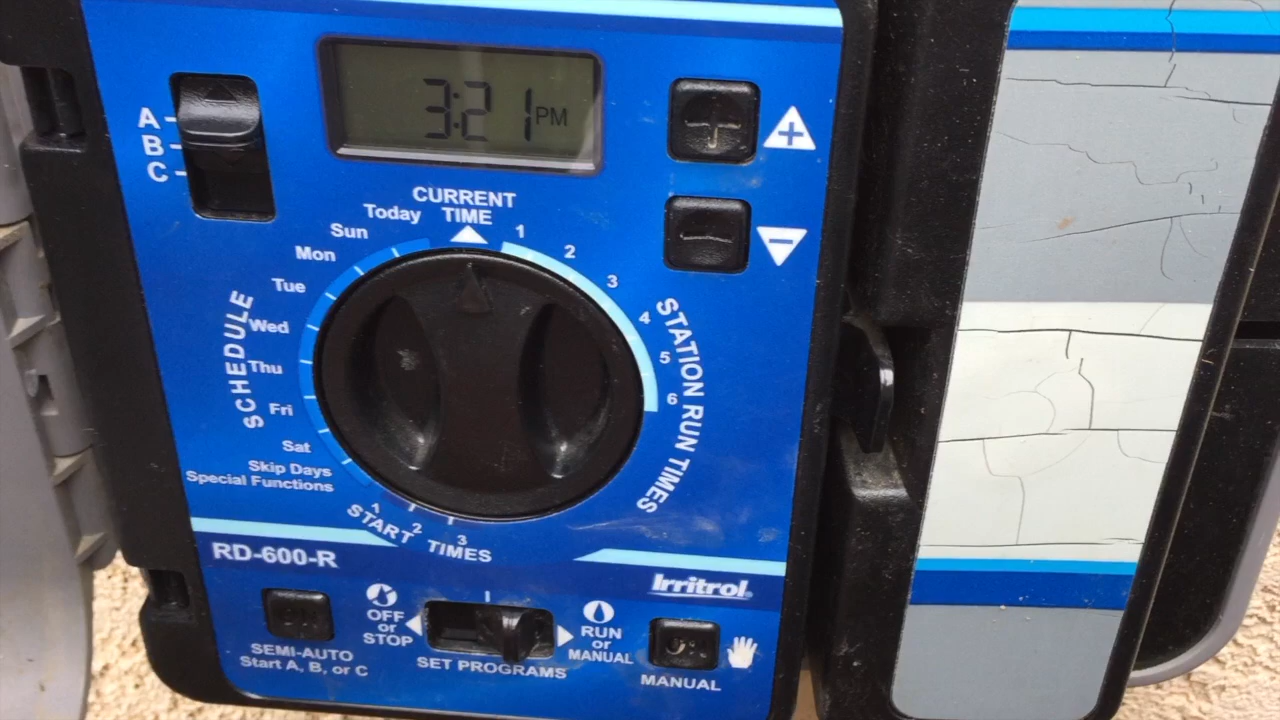 3:21 PM
A
B
C
CURRENT
TIME
Today
Sun
Mon
Tue
Wed
Thu
Fri
Sat
Skip Days
Special Functions
SCHEDULE
1
2
3
4
5
6
STATION RUN TIMES
1
2
3
START TIMES
RD-600-R
Irritrol®
SEMI-AUTO
Start A, B, or C
OFF
or
STOP
SET PROGRAMS
RUN
or
MANUAL
MANUAL